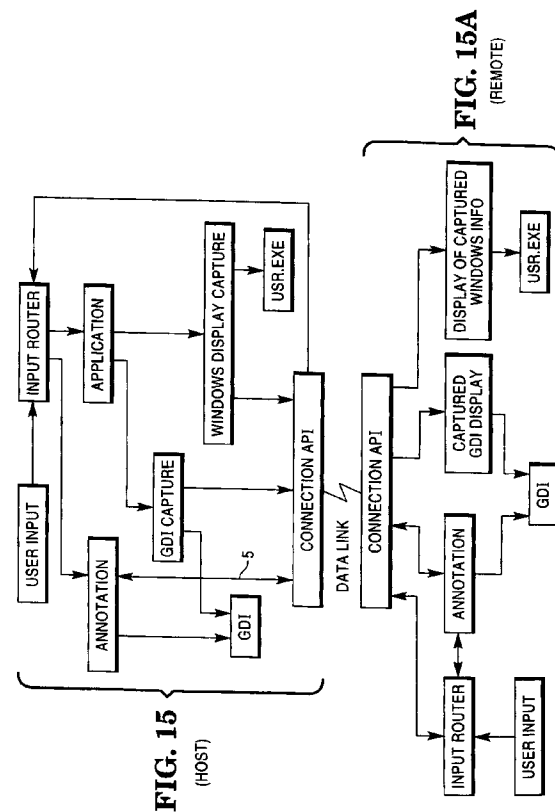 FIG. 15
(HOST)
USER INPUT
INPUT ROUTER
ANNOTATION
APPLICATION
GDI CAPTURE
WINDOWS DISPLAY CAPTURE
5
GDI
USR.EXE
CONNECTION API
DATA LINK
FIG. 15A
(REMOTE)
CONNECTION API
INPUT ROUTER
ANNOTATION
CAPTURED
GDI DISPLAY
DISPLAY OF CAPTURED
WINDOWS INFO
USER INPUT
GDI
USR.EXE